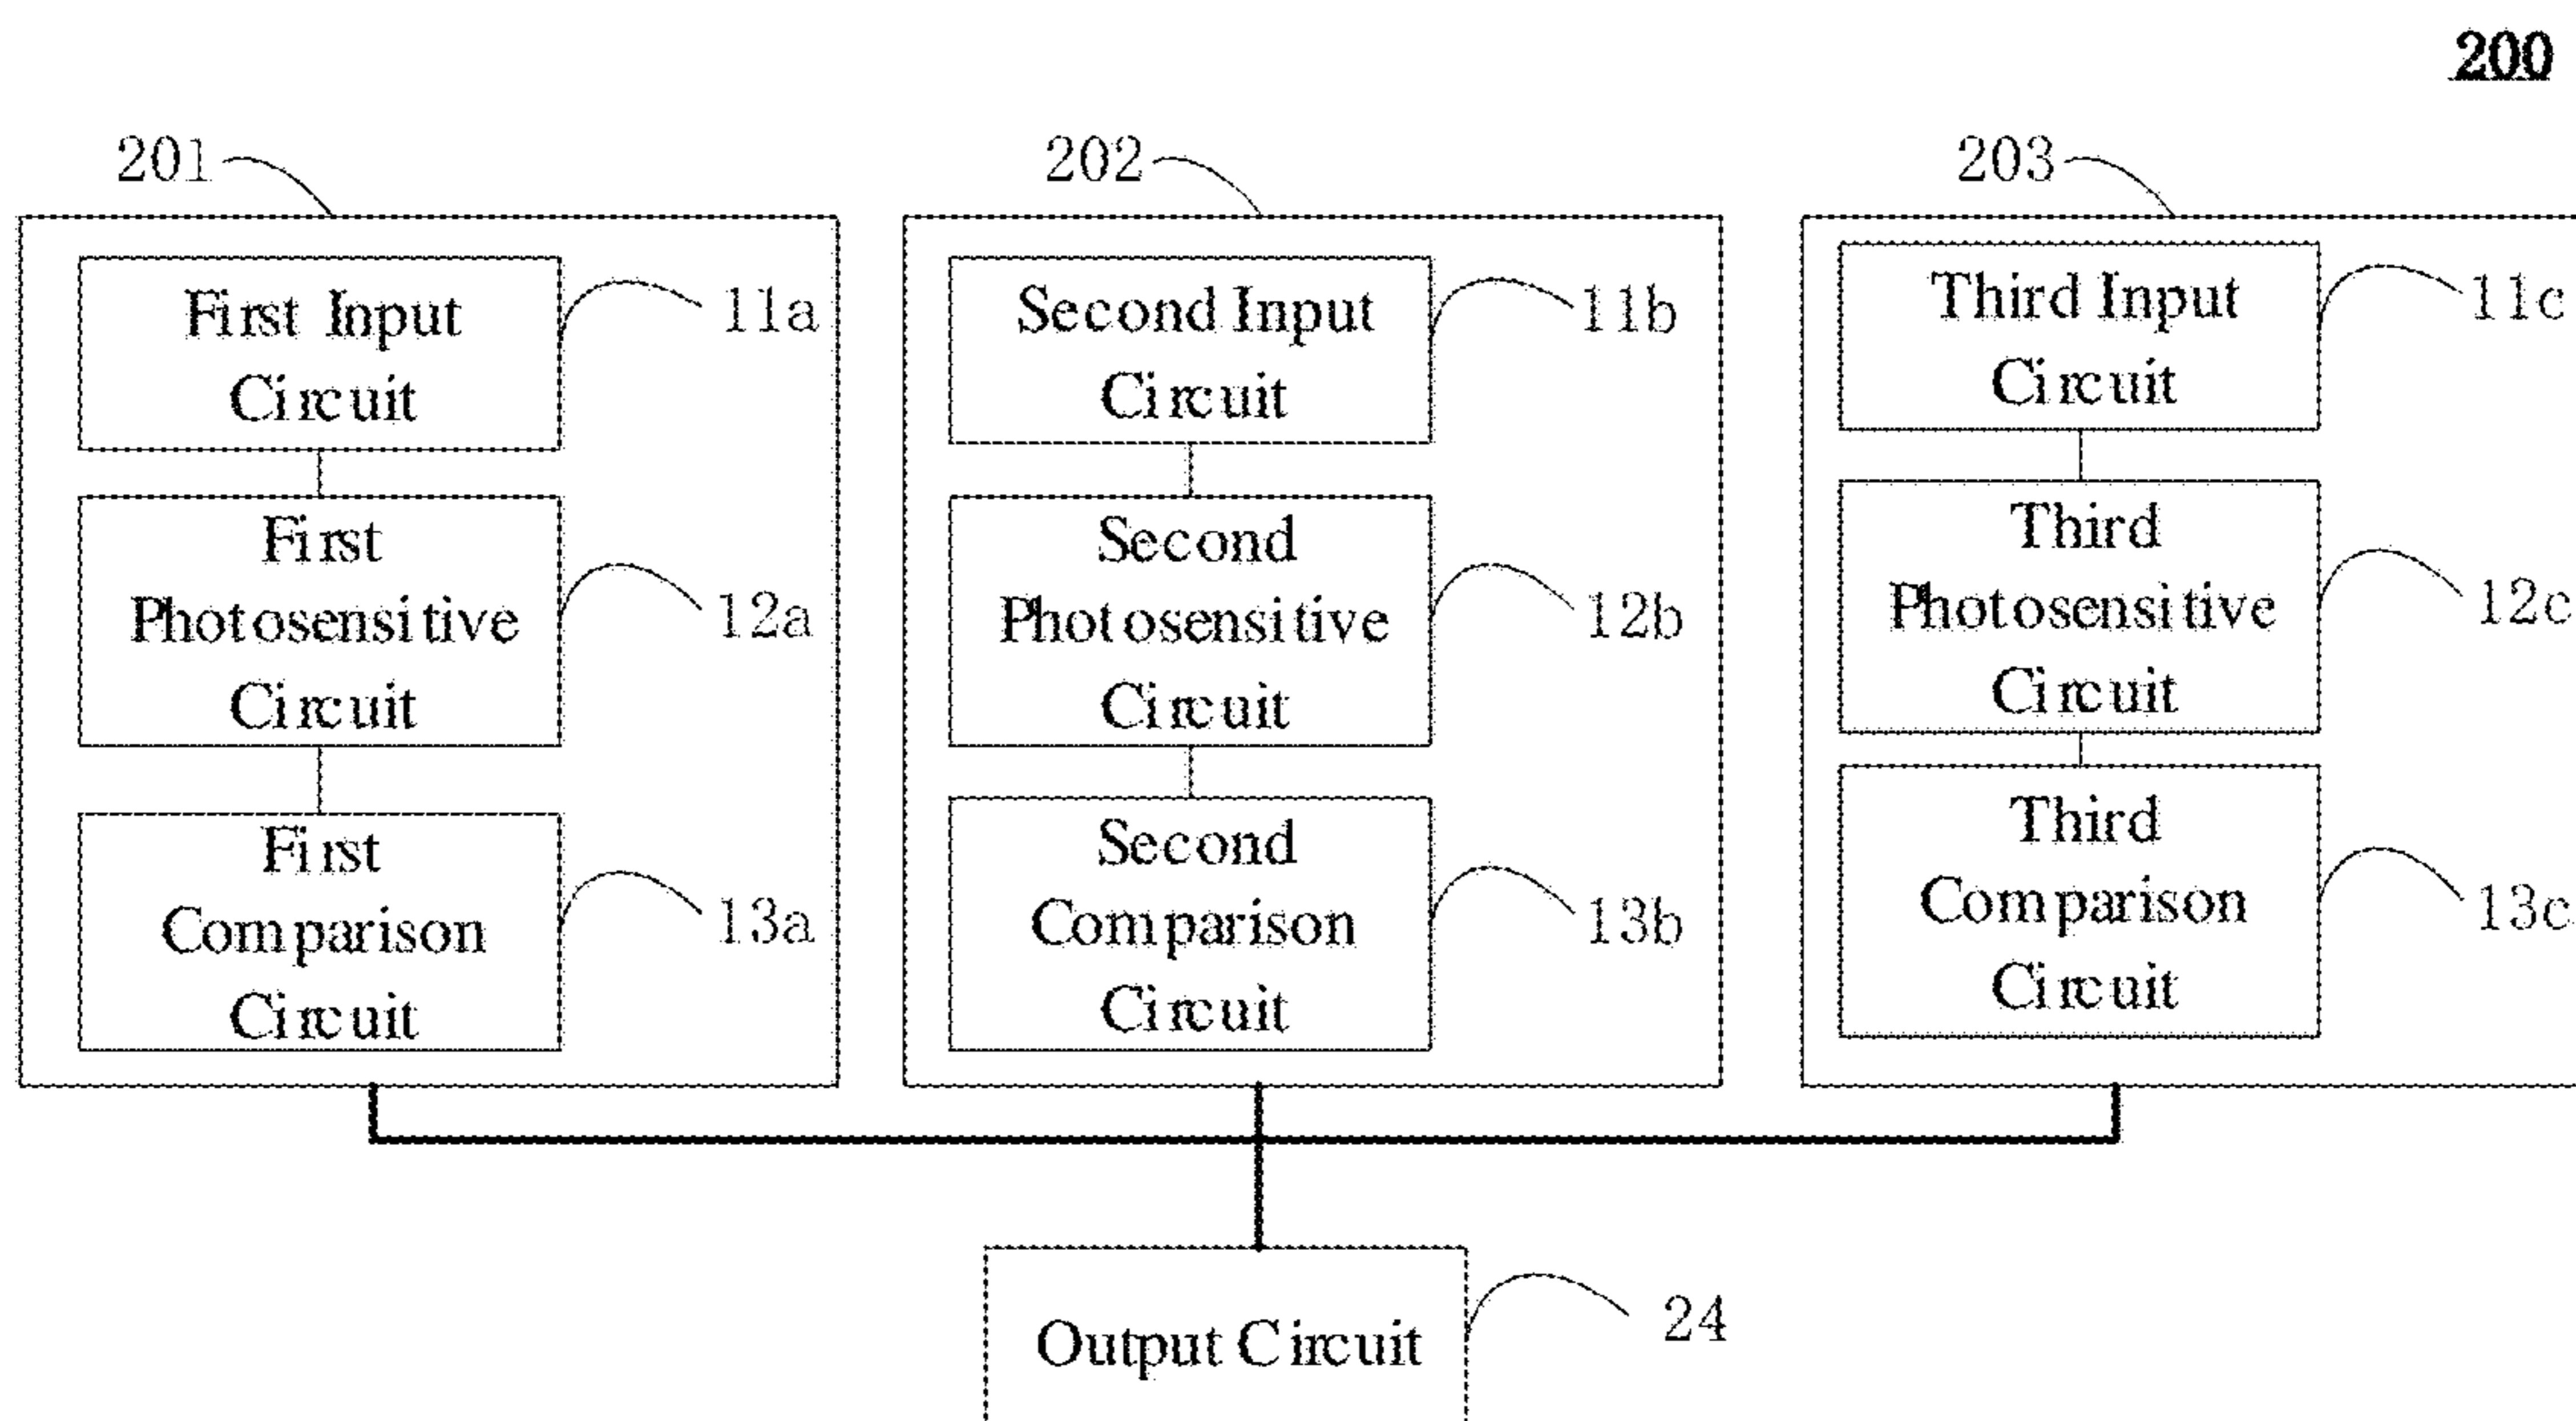 200
201
202
203
First Input
Circuit
11a
Second Input
Circuit
11b
Third Input
Circuit
11c
First
Photosensitive
Circuit
12a
Second
Photosensitive
Circuit
12b
Third
Photosensitive
Circuit
12c
First
Comparison
Circuit
13a
Second
Comparison
Circuit
13b
Third
Comparison
Circuit
13c
Output Circuit
24